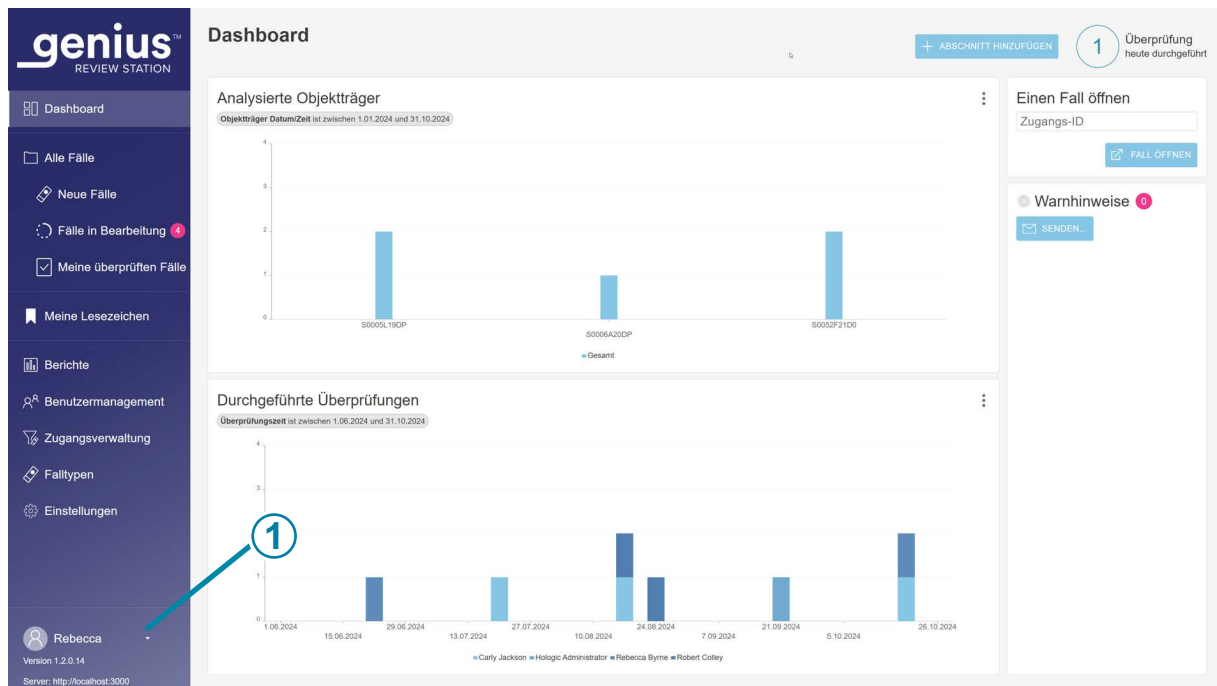 genius™
REVIEW STATION
Dashboard
Alle Fälle
Neue Fälle
Fälle in Bearbeitung 4
Meine überprüften Fälle
Meine Lesezeichen
Berichte
Benutzermanagement
Zugangsverwaltung
Falltypen
Einstellungen
Rebecca
Version 1.2.0.14
Server: http://localhost:3000
Dashboard
+ ABSCHNITT HINZUFÜGEN
1
Überprüfung
heute durchgeführt
Analysierte Objektträger
Objektträger Datum/Zeit ist zwischen 1.01.2024 und 31.10.2024
4
3
2
1
0
S0005L19DP
S0006A20DP
S0052F21D0
Gesamt
Durchgeführte Überprüfungen
Überprüfungszeit ist zwischen 1.06.2024 und 31.10.2024
4
3
1
0
1.06.2024
15.06.2024
29.06.2024
13.07.2024
27.07.2024
10.08.2024
24.08.2024
7.09.2024
21.09.2024
5.10.2024
26.10.2024
Carly Jackson Hologic Administrator Rebecca Byrne Robert Colley
1
Einen Fall öffnen
Zugangs-ID
FALL ÖFFNEN
Warnhinweise 0
SENDEN...